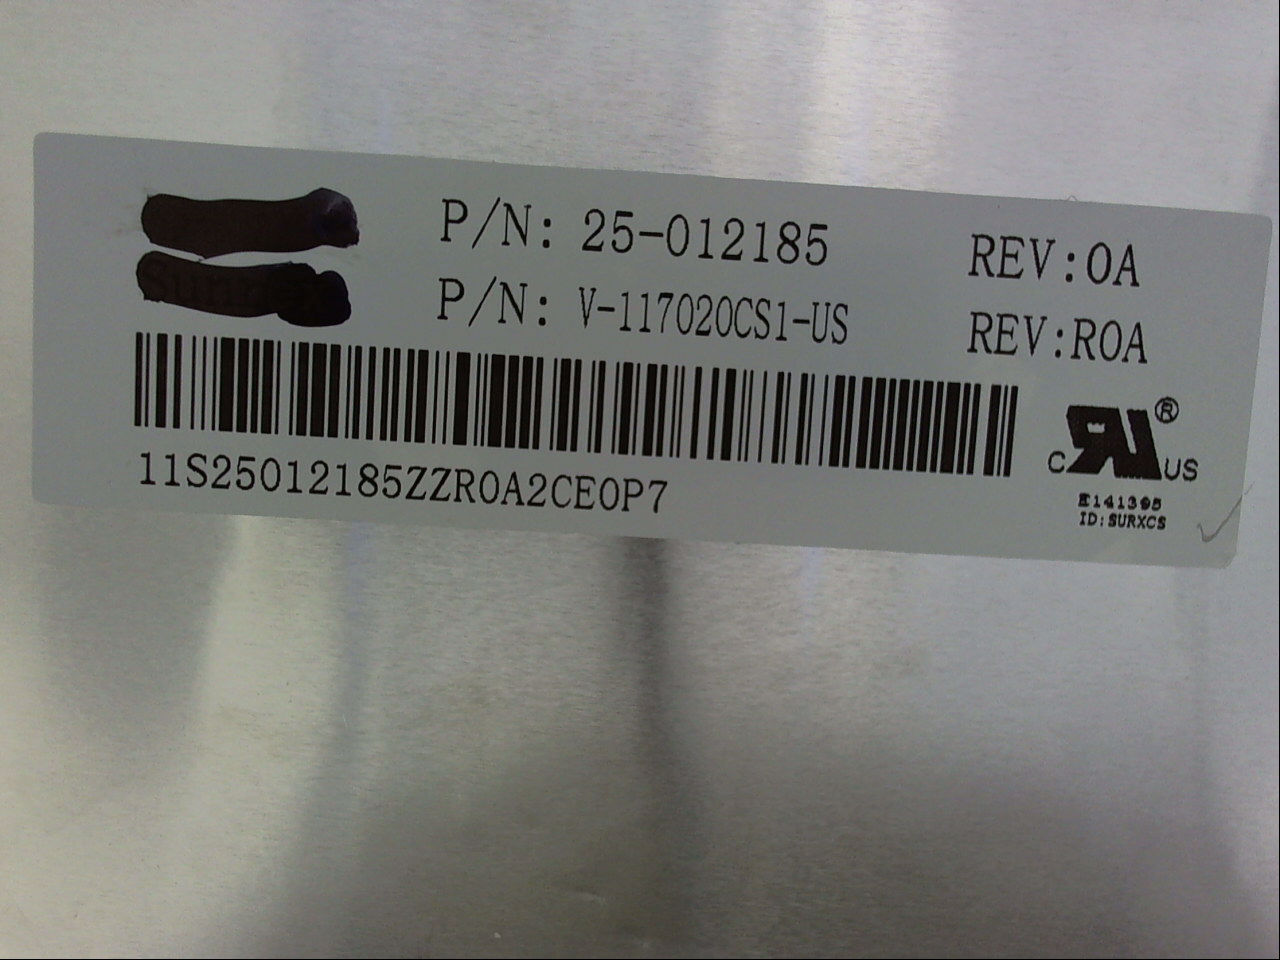 P/N: 25-012185 REV:0A
P/N: V-117020CS1-US REV:R0A
11S25012185ZZR0A2CE0P7
®
C US
E141395
ID:SURXCS